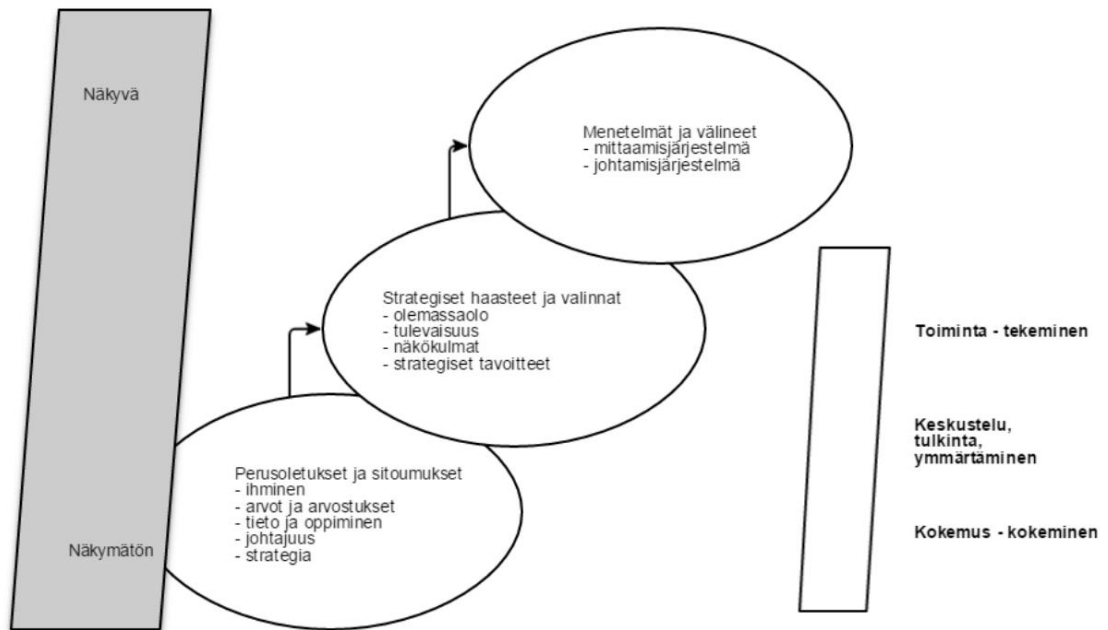 Näkyvä
Menetelmät ja välineet
- mittaamisjärjestelmä
- johtamisjärjestelmä
Strategiset haasteet ja valinnat
- olemassaolo
- tulevaisuus
- näkökulmat
- strategiset tavoitteet
Toiminta - tekeminen
Keskustelu,
tulkinta,
ymmärtäminen
Perusoletukset ja sitoumukset
- ihminen
- arvot ja arvostukset
- tieto ja oppiminen
- johtajuus
- strategia
Näkymätön
Kokemus - kokeminen